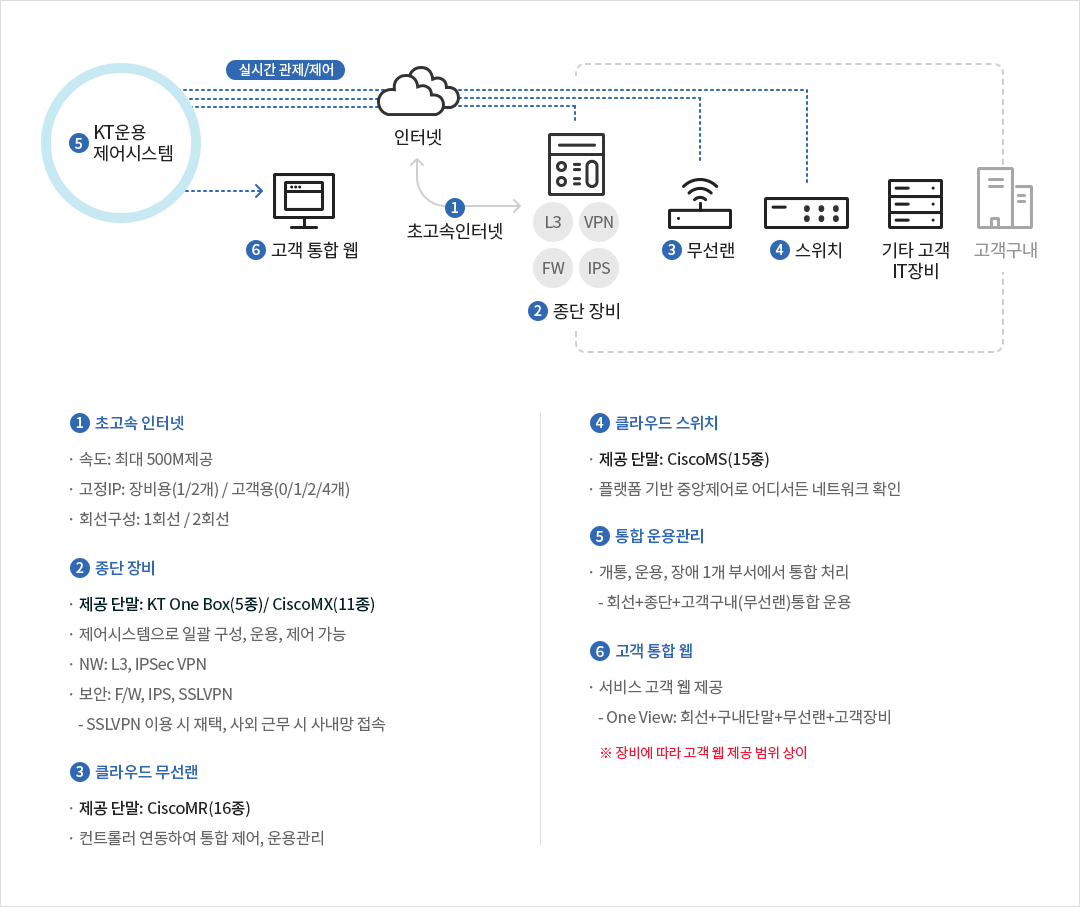 실시간 관제/제어
5 KT운용
제어시스템
인터넷
1
초고속인터넷
6 고객 통합 웹
L3 VPN
FW IPS
2 종단 장비
3 무선랜
4 스위치
기타 고객
IT장비
고객구내
1 초고속 인터넷
· 속도: 최대 500M제공
· 고정IP: 장비용(1/2개) / 고객용(0/1/2/4개)
· 회선구성: 1회선 / 2회선
2 종단 장비
· 제공 단말: KT One Box(5종)/ CiscoMX(11종)
· 제어시스템으로 일괄 구성, 운용, 제어 가능
· NW: L3, IPSec VPN
· 보안: F/W, IPS, SSLVPN
- SSLVPN 이용 시 재택, 사외 근무 시 사내망 접속
3 클라우드 무선랜
· 제공 단말: CiscoMR(16종)
· 컨트롤러 연동하여 통합 제어, 운용관리
4 클라우드 스위치
· 제공 단말: CiscoMS(15종)
· 플랫폼 기반 중앙제어로 어디서든 네트워크 확인
5 통합 운용관리
· 개통, 운용, 장애 1개 부서에서 통합 처리
- 회선+종단+고객구내(무선랜)통합 운용
6 고객 통합 웹
· 서비스 고객 웹 제공
- One View: 회선+구내단말+무선랜+고객장비
※ 장비에 따라 고객 웹 제공 범위 상이